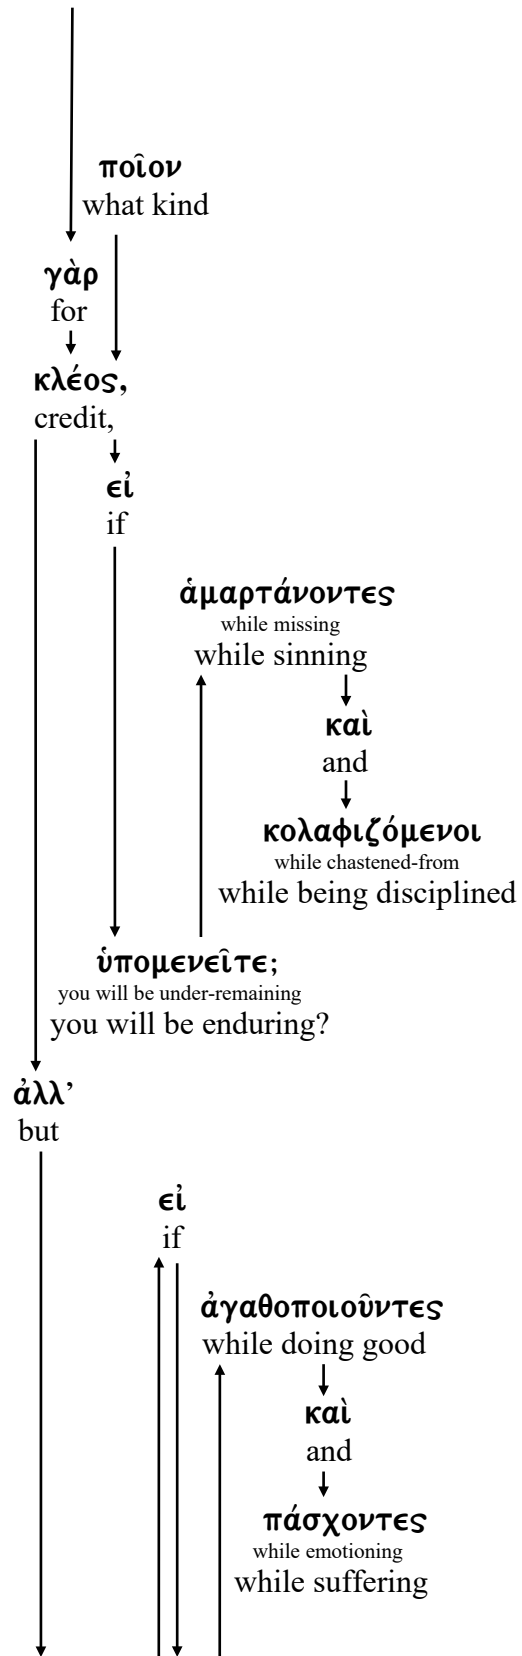 ποῖον
what kind
γὰρ
for
κλέος,
credit,
εἰ
if
ἁμαρτάνοντες
while missing
while sinning
καὶ
and
κολαφιζόμενοι
while chastened-from
while being disciplined
ὑπομενεῖτε;
you will be under-remaining
you will be enduring?
ἀλλ’
but
εἰ
if
ἀγαθοποιοῦντες
while doing good
καὶ
and
πάσχοντες
while emotioning
while suffering